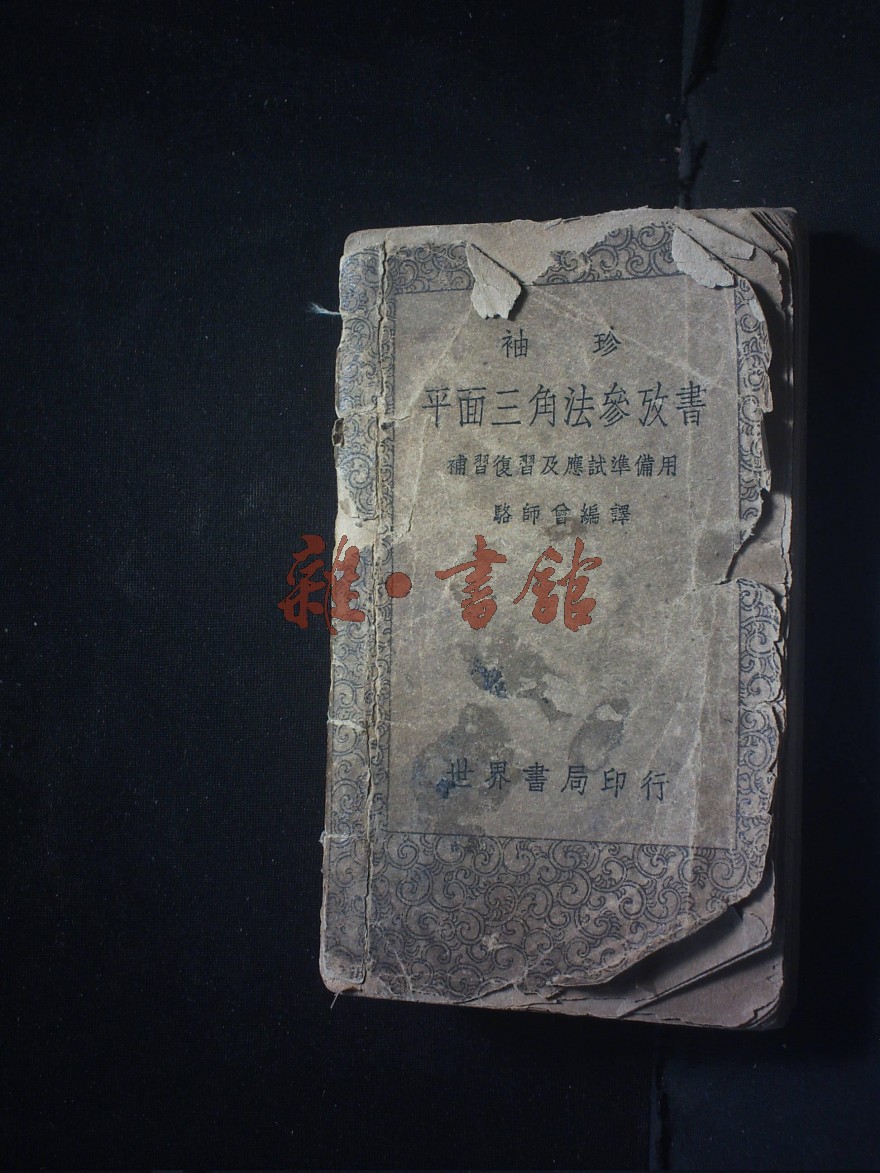 袖珍
平面三角法參攷書
補習復習及應試準備用
駱師曾編譯
雜·書館
世界書局印行